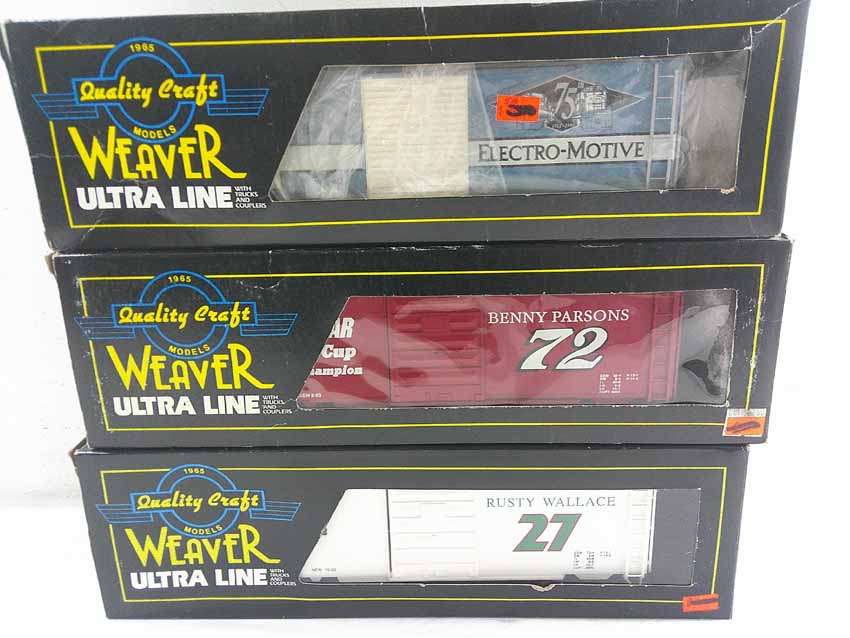 1965
Quality Craft
MODELS
WEAVER
ULTRA LINE
WITH
TRUCKS
AND
COUPLERS
75
ELECTRO-MOTIVE
1965
Quality Craft
MODELS
WEAVER
ULTRA LINE
WITH
TRUCKS
AND
COUPLERS
AR
Cup
ampion
BENNY PARSONS
72
1965
Quality Craft
MODELS
WEAVER
ULTRA LINE
WITH
TRUCKS
AND
COUPLERS
RUSTY WALLACE
27